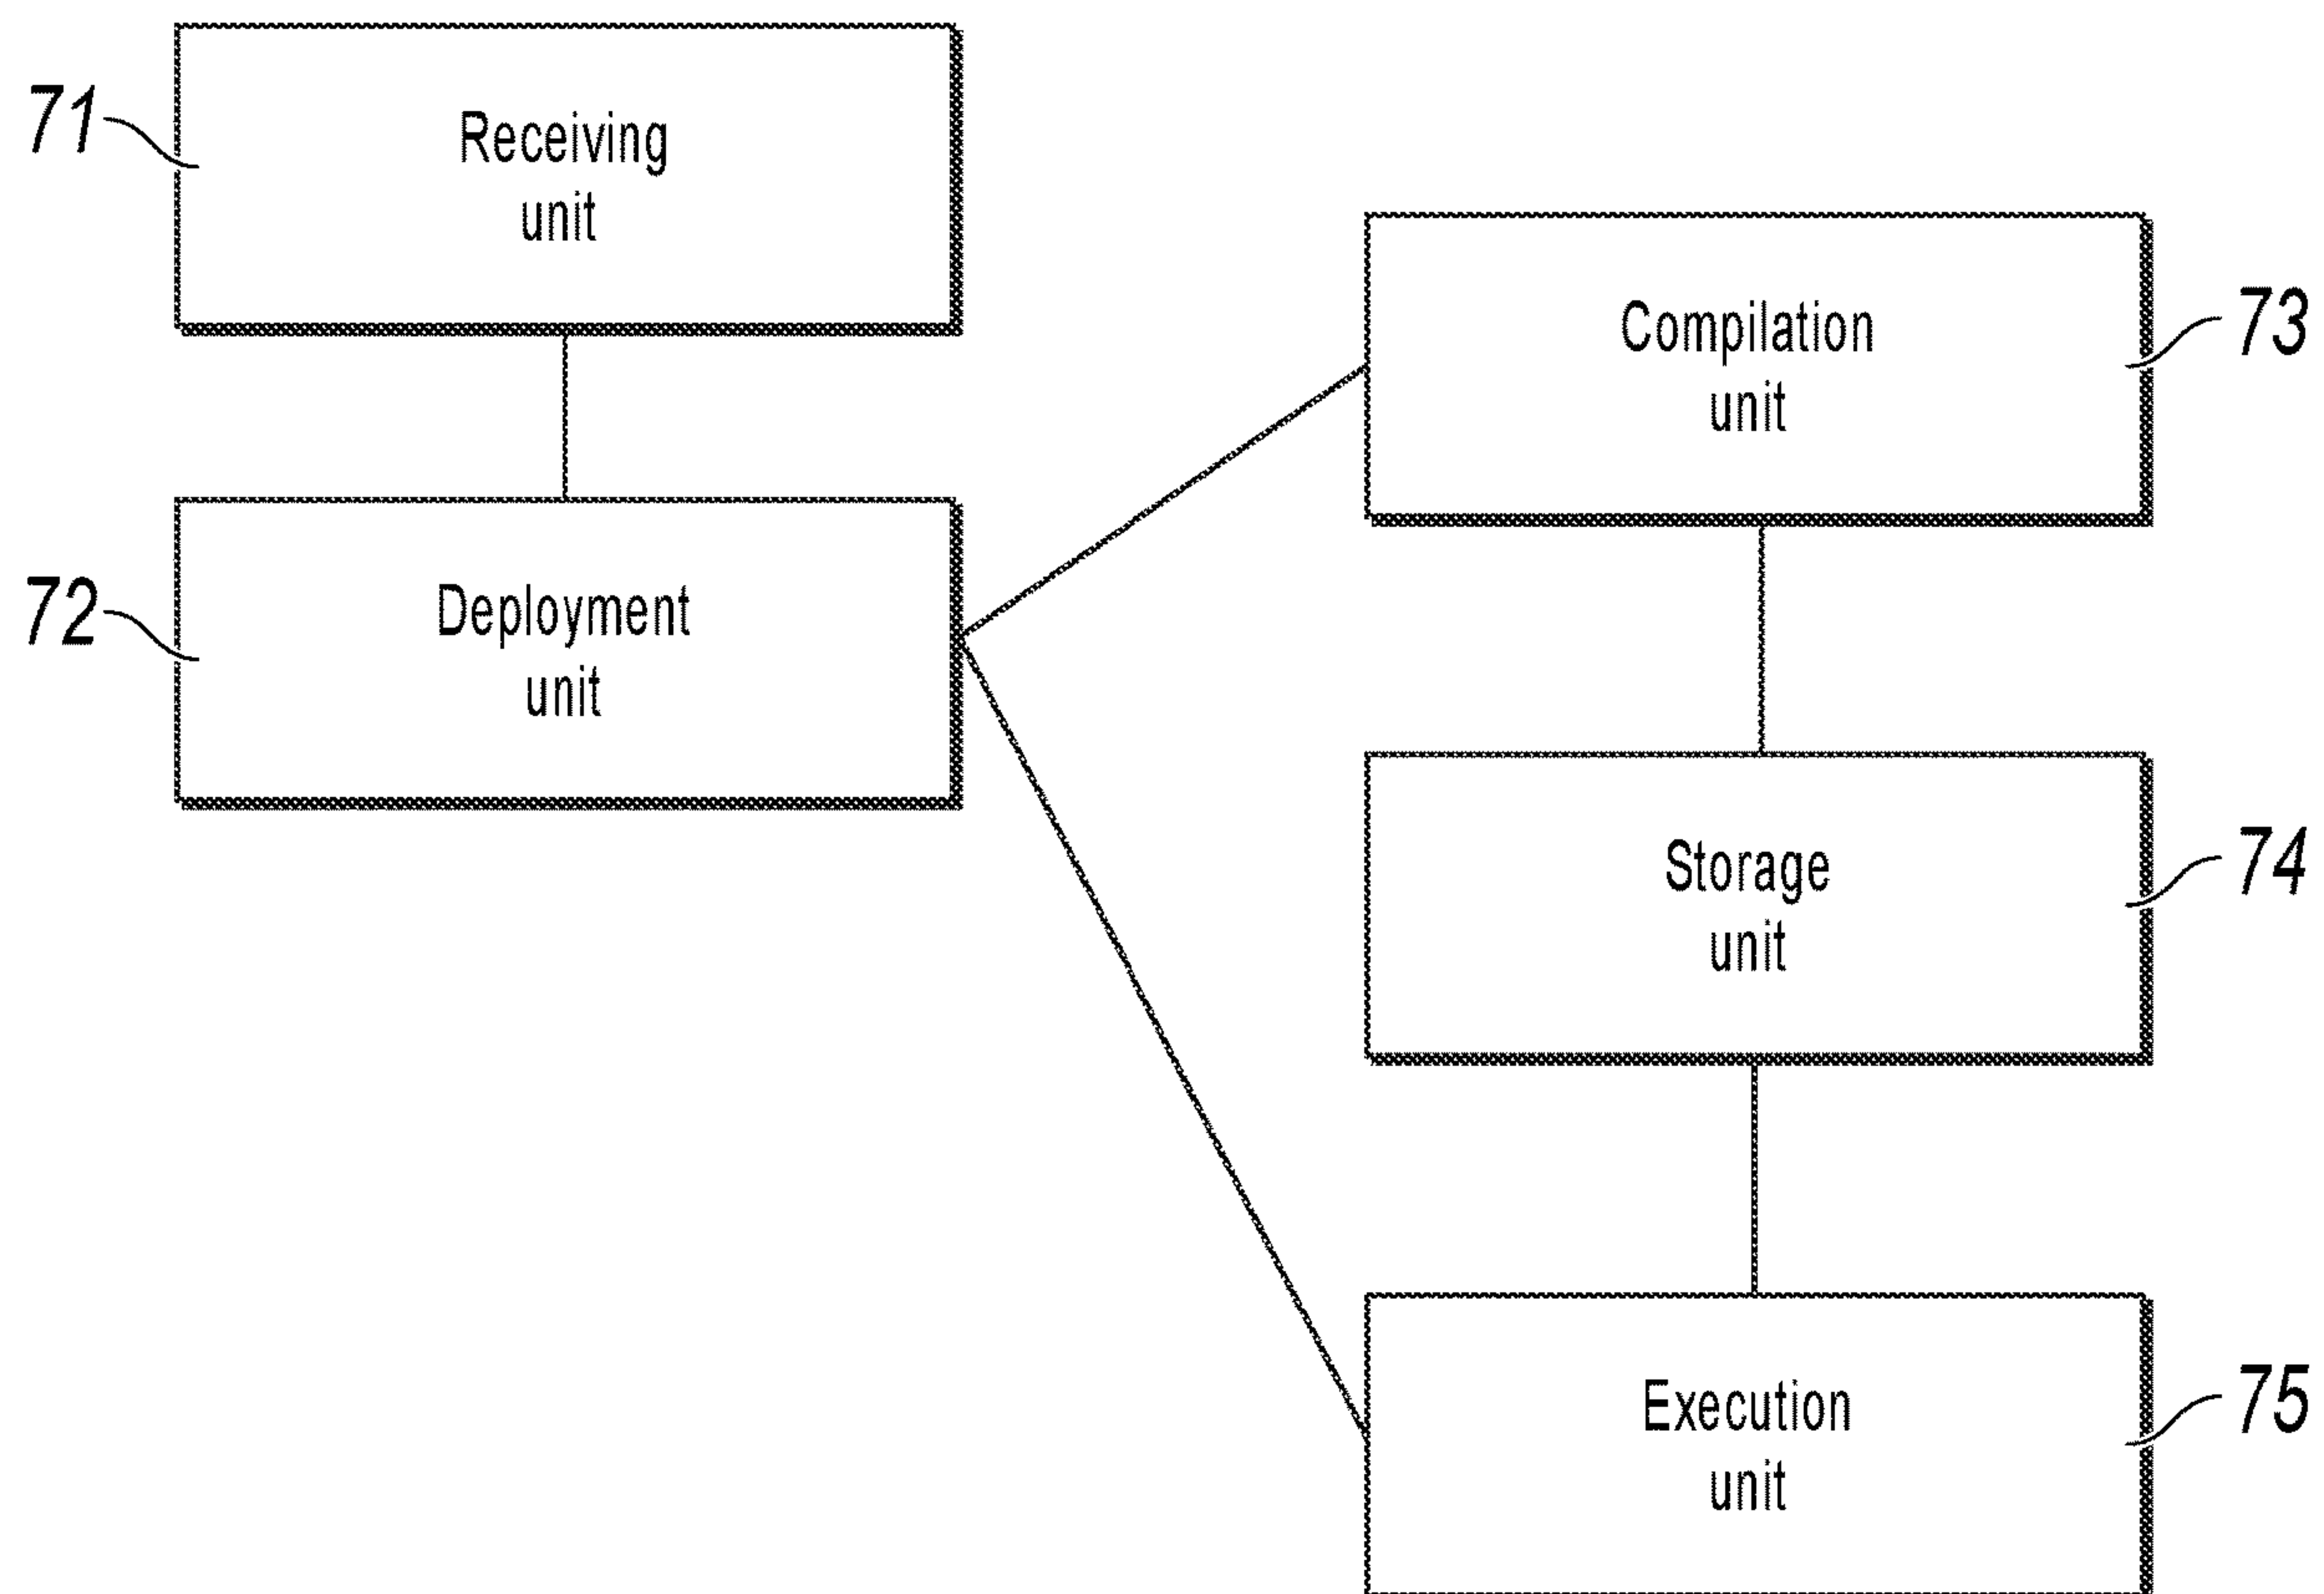 71
Receiving
unit
72
Deployment
unit
Compilation
unit
73
Storage
unit
74
Execution
unit
75